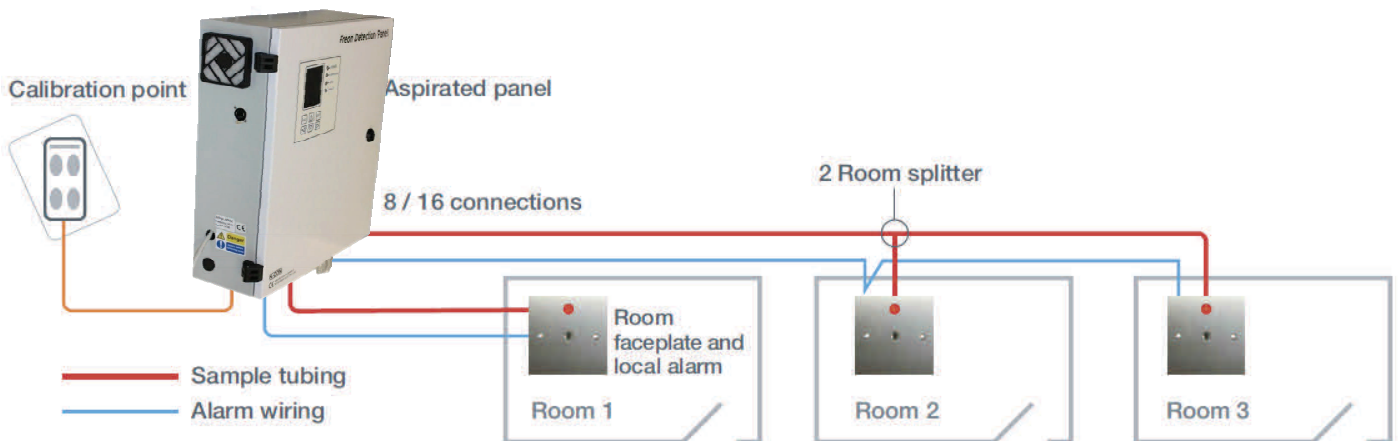 Freon Detection Panel
Calibration point
Aspirated panel
8 / 16 connections
2 Room splitter
Danger
Room
faceplate and
local alarm
Sample tubing
Alarm wiring
Room 1
Room 2
Room 3